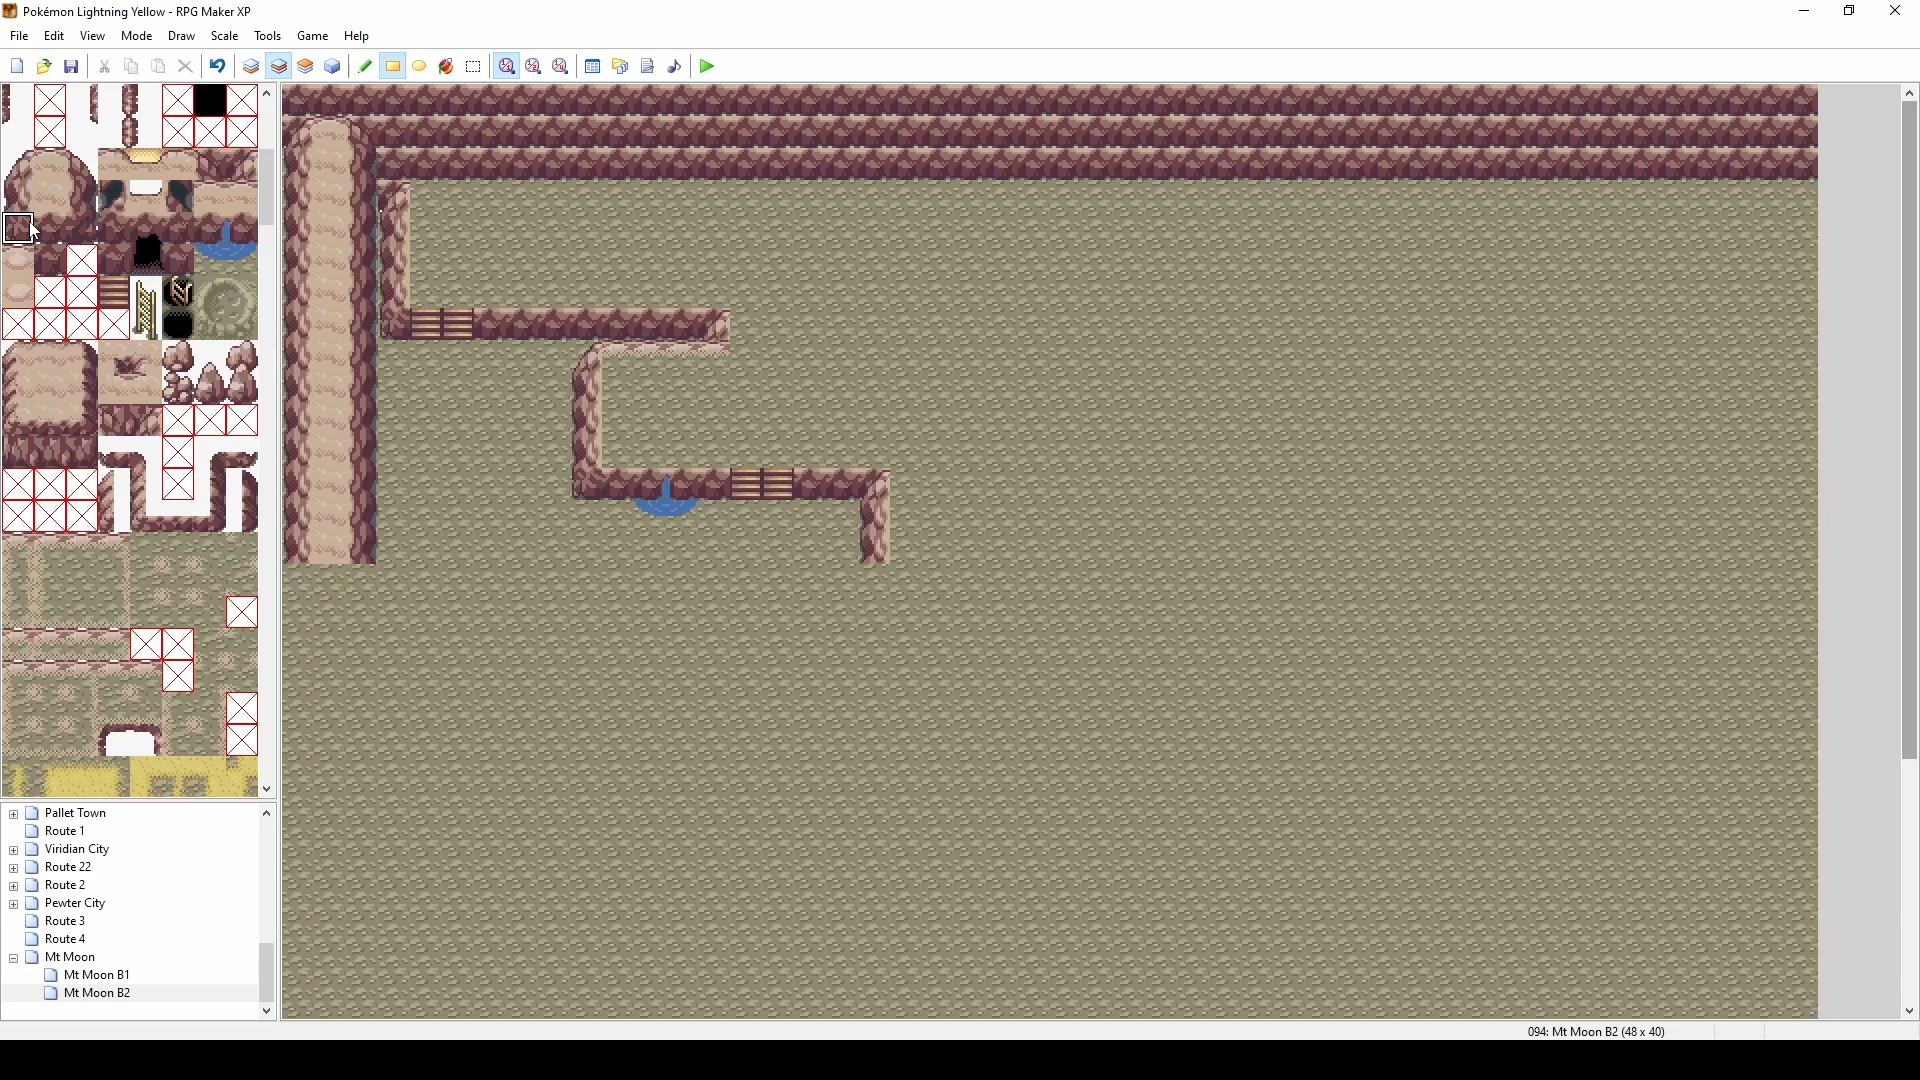 Pokémon Lightning Yellow - RPG Maker XP
File Edit View Mode Draw Scale Tools Game Help
Pallet Town
Route 1
Viridian City
Route 22
Route 2
Pewter City
Route 3
Route 4
Mt Moon
Mt Moon B1
Mt Moon B2
094: Mt Moon B2 (48 x 40)